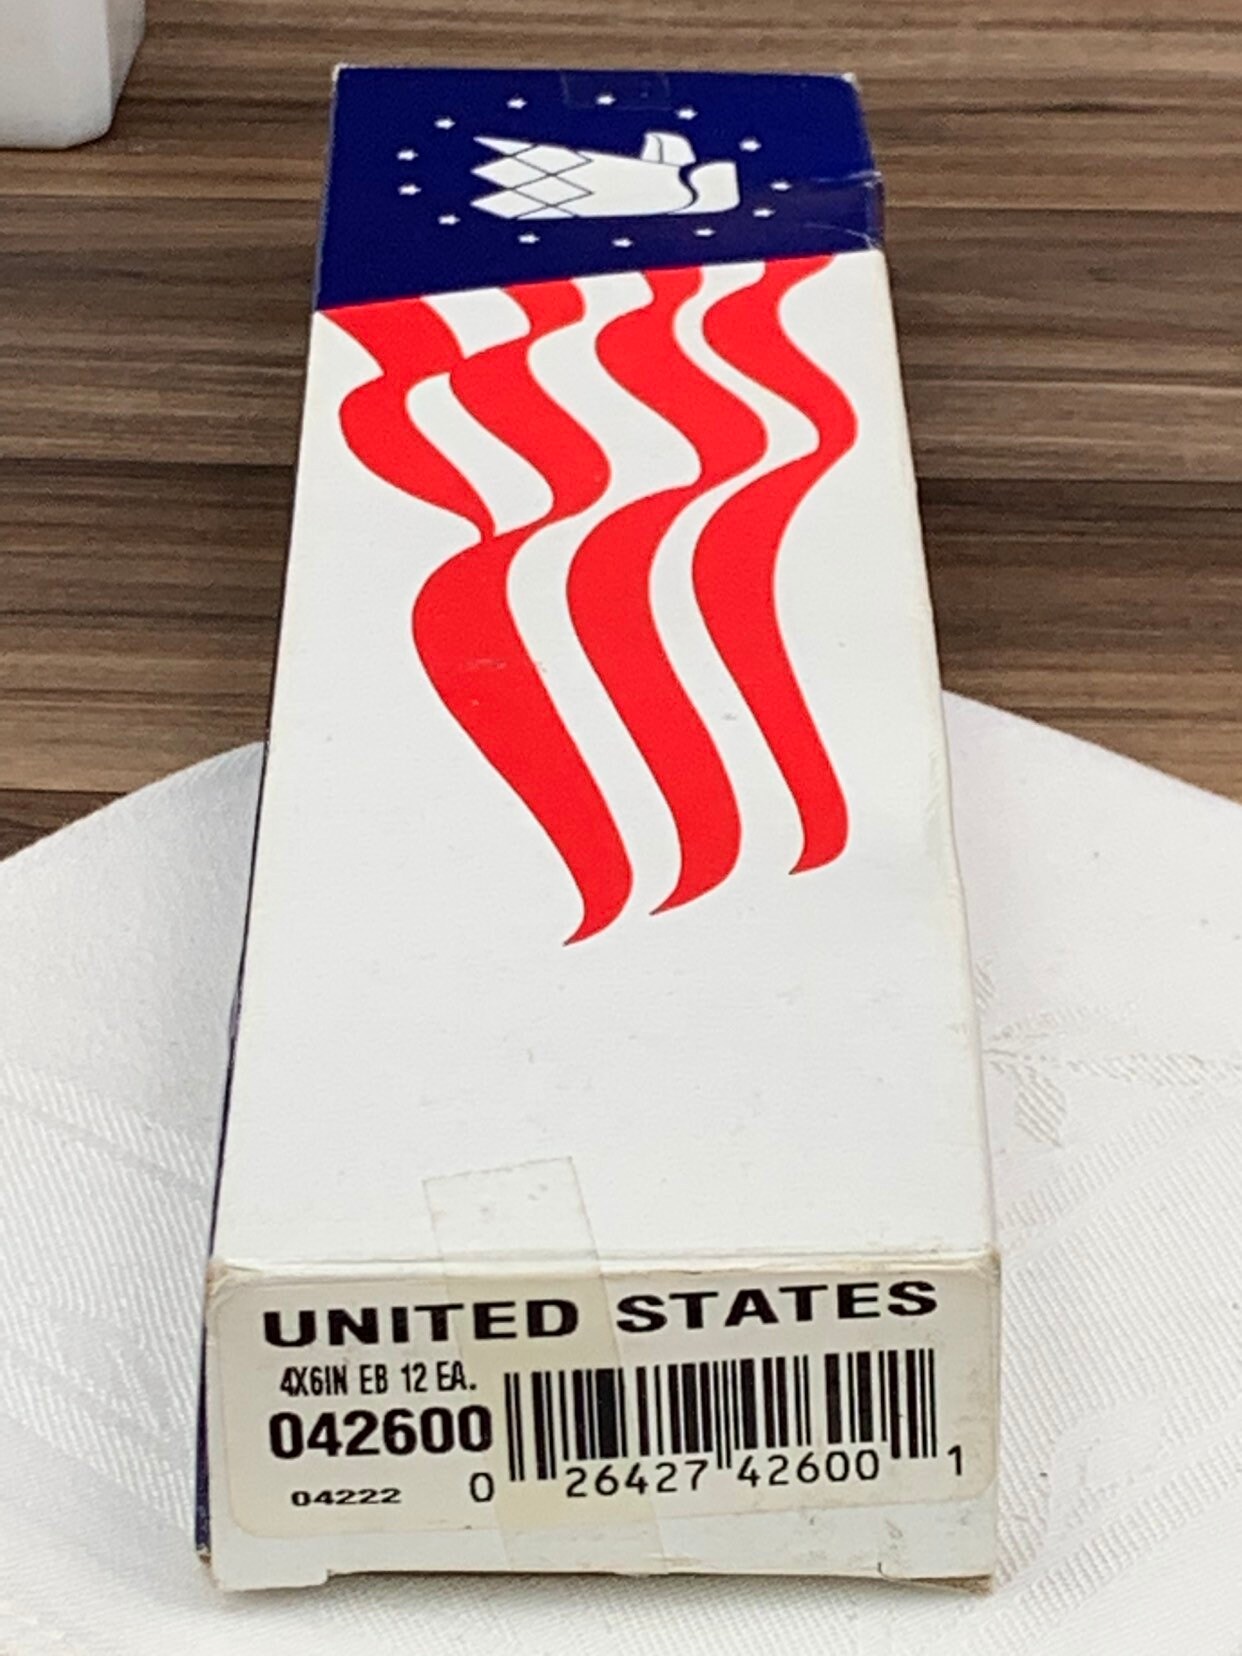 UNITED STATES
4X6IN EB 12 EA.
042600
04222
0 26427 42600 1